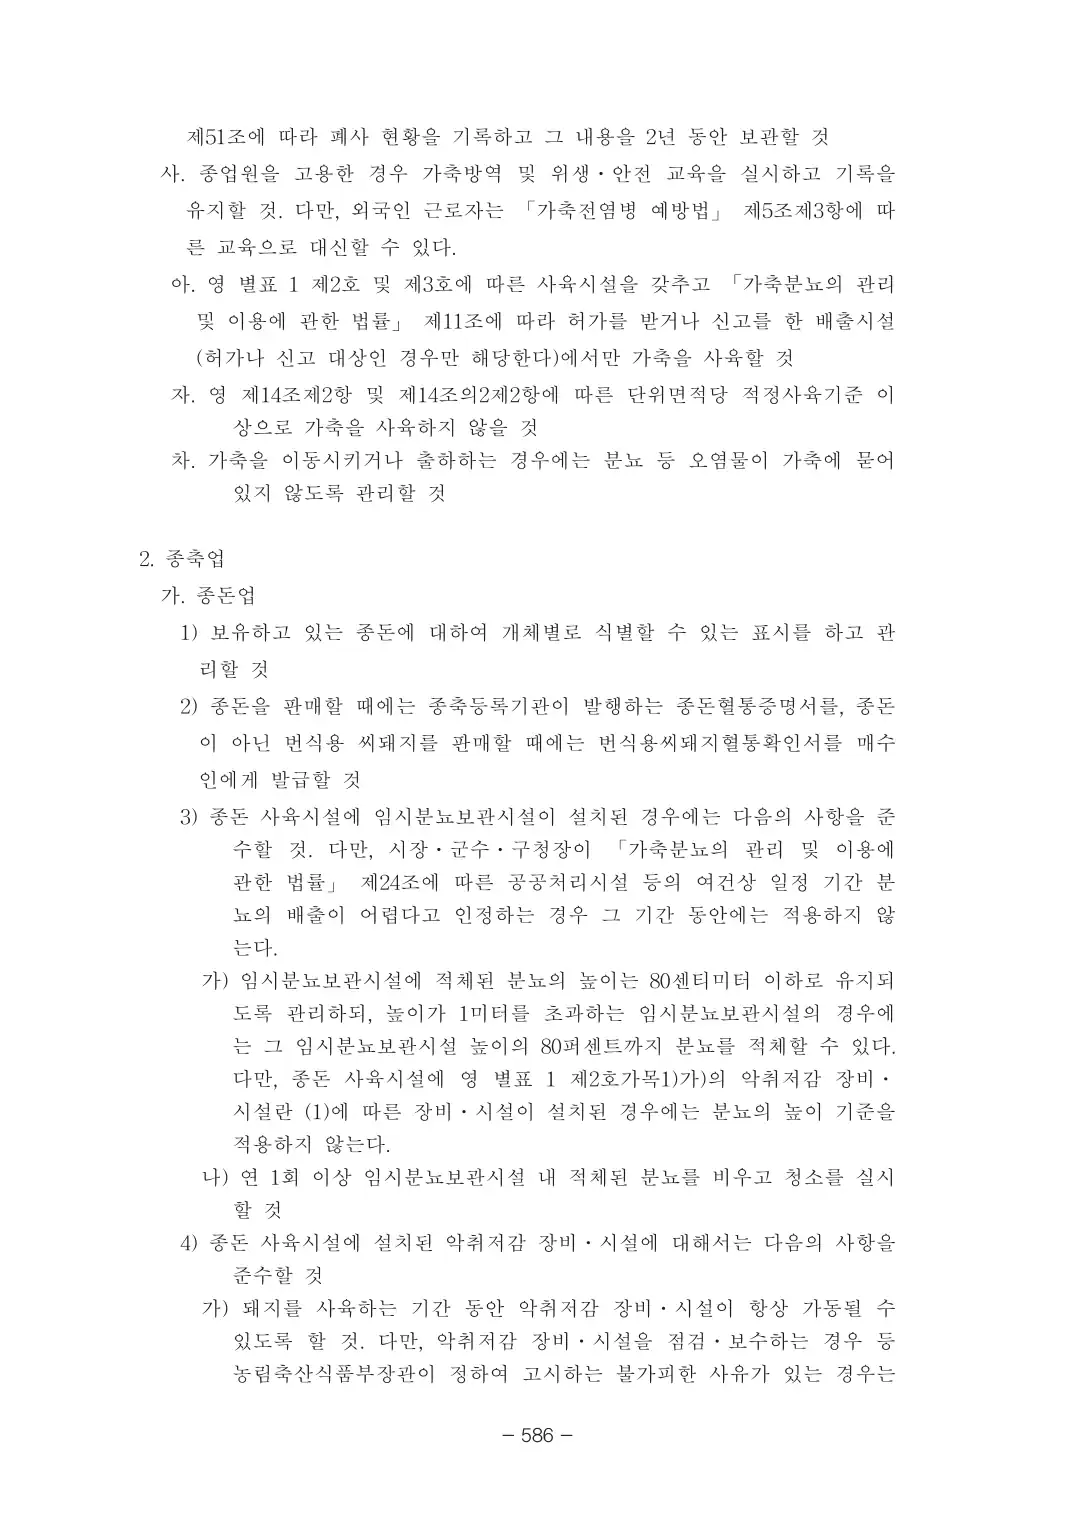 제51조에 따라 폐사 현황을 기록하고 그 내용을 2년 동안 보관할 것
사. 종업원을 고용한 경우 가축방역 및 위생·안전 교육을 실시하고 기록을
유지할 것. 다만, 외국인 근로자는 「가축전염병 예방법」 제5조제3항에 따
른 교육으로 대신할 수 있다.
아. 영 별표 1 제2호 및 제3호에 따른 사육시설을 갖추고 「가축분뇨의 관리
및 이용에 관한 법률」 제11조에 따라 허가를 받거나 신고를 한 배출시설
(허가나 신고 대상인 경우만 해당한다)에서만 가축을 사육할 것
자. 영 제14조제2항 및 제14조의2제2항에 따른 단위면적당 적정사육기준 이
상으로 가축을 사육하지 않을 것
차. 가축을 이동시키거나 출하하는 경우에는 분뇨 등 오염물이 가축에 묻어
있지 않도록 관리할 것
2. 종축업
가. 종돈업
1) 보유하고 있는 종돈에 대하여 개체별로 식별할 수 있는 표시를 하고 관
리할 것
2) 종돈을 판매할 때에는 종축등록기관이 발행하는 종돈혈통증명서를, 종돈
이 아닌 번식용 씨돼지를 판매할 때에는 번식용씨돼지혈통확인서를 매수
인에게 발급할 것
3) 종돈 사육시설에 임시분뇨보관시설이 설치된 경우에는 다음의 사항을 준
수할 것. 다만, 시장·군수·구청장이 「가축분뇨의 관리 및 이용에
관한 법률」 제24조에 따른 공공처리시설 등의 여건상 일정 기간 분
뇨의 배출이 어렵다고 인정하는 경우 그 기간 동안에는 적용하지 않
는다.
가) 임시분뇨보관시설에 적체된 분뇨의 높이는 80센티미터 이하로 유지되
도록 관리하되, 높이가 1미터를 초과하는 임시분뇨보관시설의 경우에
는 그 임시분뇨보관시설 높이의 80퍼센트까지 분뇨를 적체할 수 있다.
다만, 종돈 사육시설에 영 별표 1 제2호가목1)가)의 악취저감 장비·
시설란 (1)에 따른 장비·시설이 설치된 경우에는 분뇨의 높이 기준을
적용하지 않는다.
나) 연 1회 이상 임시분뇨보관시설 내 적체된 분뇨를 비우고 청소를 실시
할 것
4) 종돈 사육시설에 설치된 악취저감 장비·시설에 대해서는 다음의 사항을
준수할 것
가) 돼지를 사육하는 기간 동안 악취저감 장비·시설이 항상 가동될 수
있도록 할 것. 다만, 악취저감 장비·시설을 점검·보수하는 경우 등
농림축산식품부장관이 정하여 고시하는 불가피한 사유가 있는 경우는
- 586 -